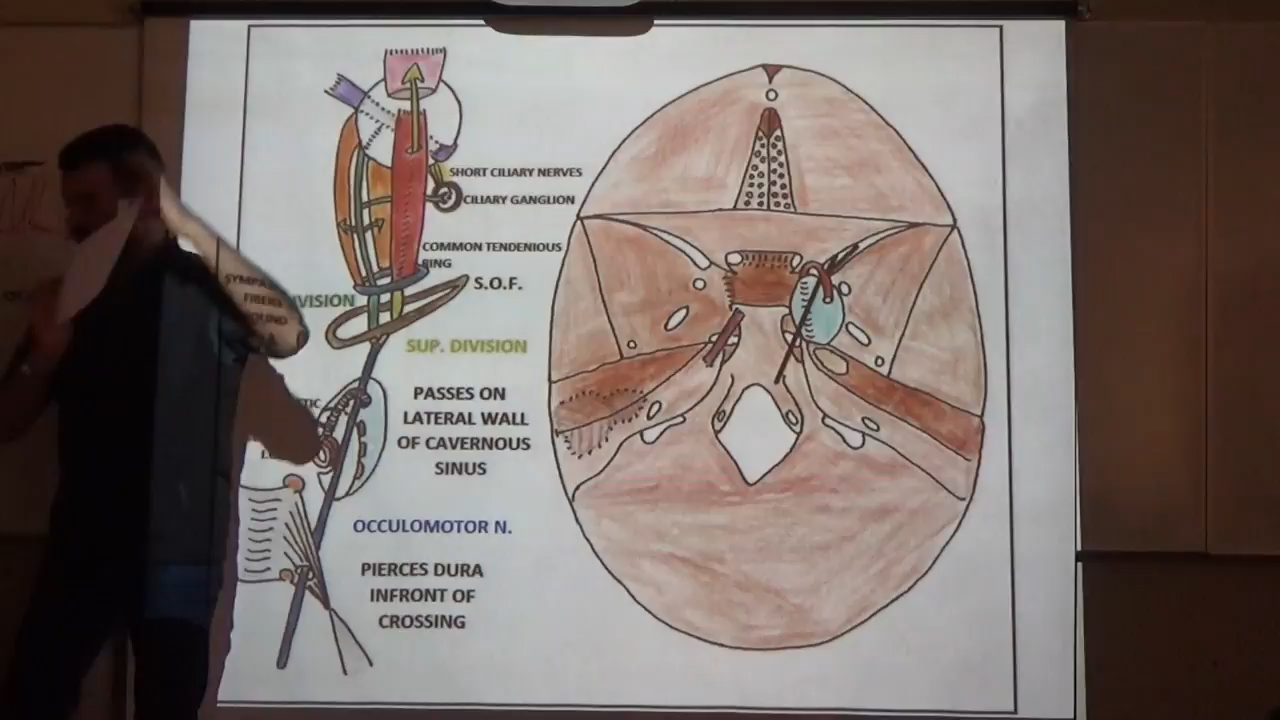 SHORT CILIARY NERVES
CILIARY GANGLION
COMMON TENDENIOUS
RING
S.O.F.
FIBERS
SUP. DIVISION
PASSES ON
LATERAL WALL
OF CAVERNOUS
SINUS
OCCULOMOTOR N.
PIERCES DURA
INFRONT OF
CROSSING